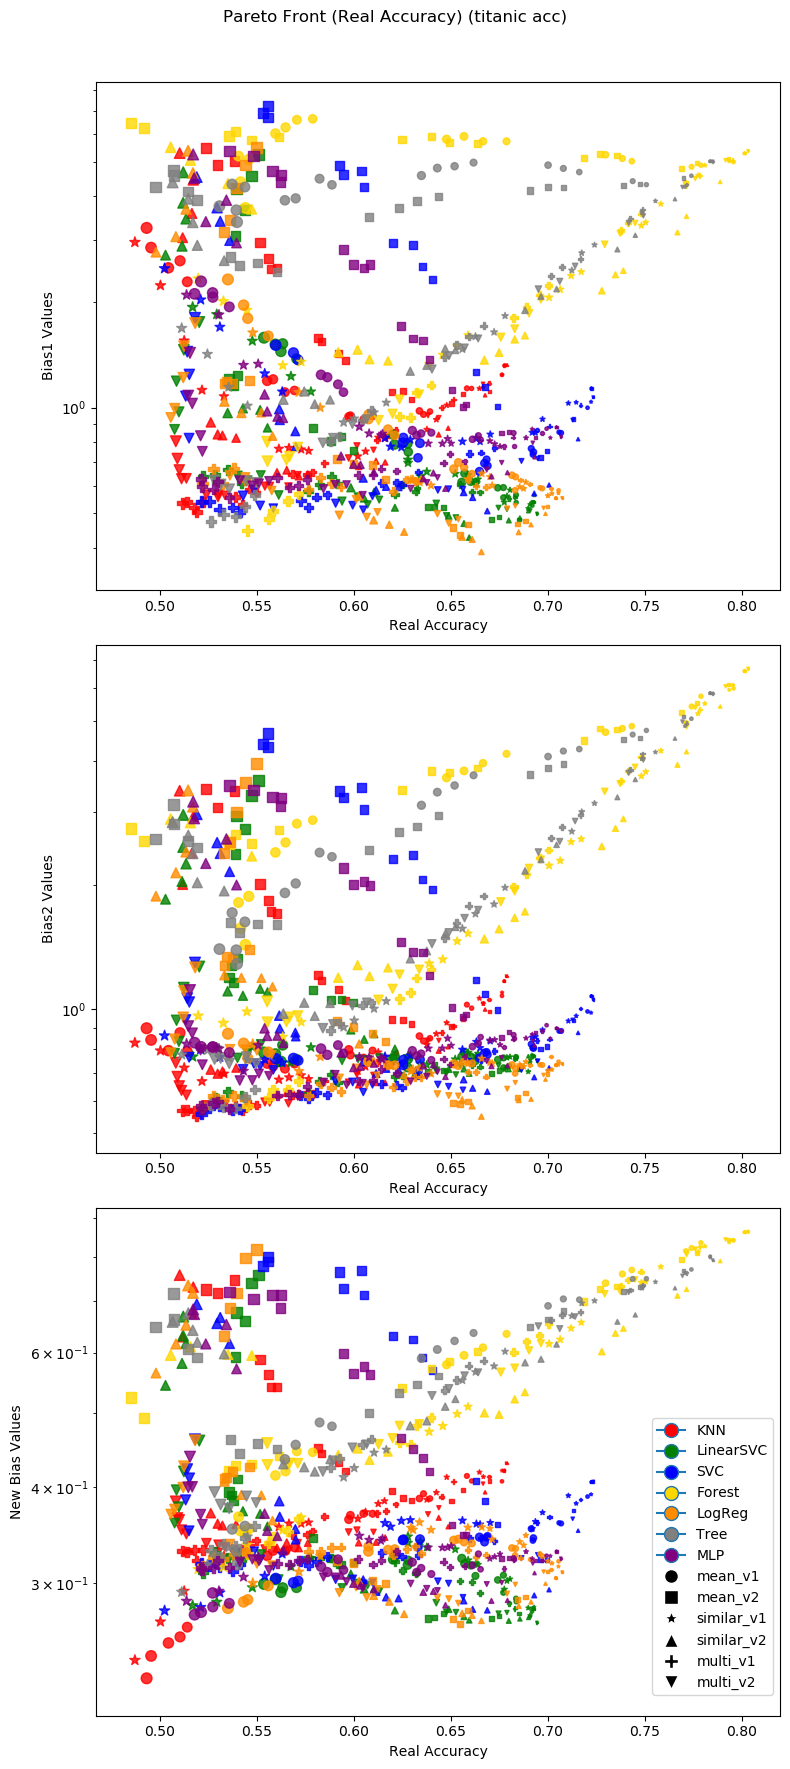 Pareto Front (Real Accuracy) (titanic acc)
Bias1 Values
10⁰
0.50 0.55 0.60 0.65 0.70 0.75 0.80
Real Accuracy
Bias2 Values
10⁰
0.50 0.55 0.60 0.65 0.70 0.75 0.80
Real Accuracy
New Bias Values
6 × 10⁻¹
4 × 10⁻¹
3 × 10⁻¹
KNN
LinearSVC
SVC
Forest
LogReg
Tree
MLP
mean_v1
mean_v2
similar_v1
similar_v2
multi_v1
multi_v2
0.50 0.55 0.60 0.65 0.70 0.75 0.80
Real Accuracy